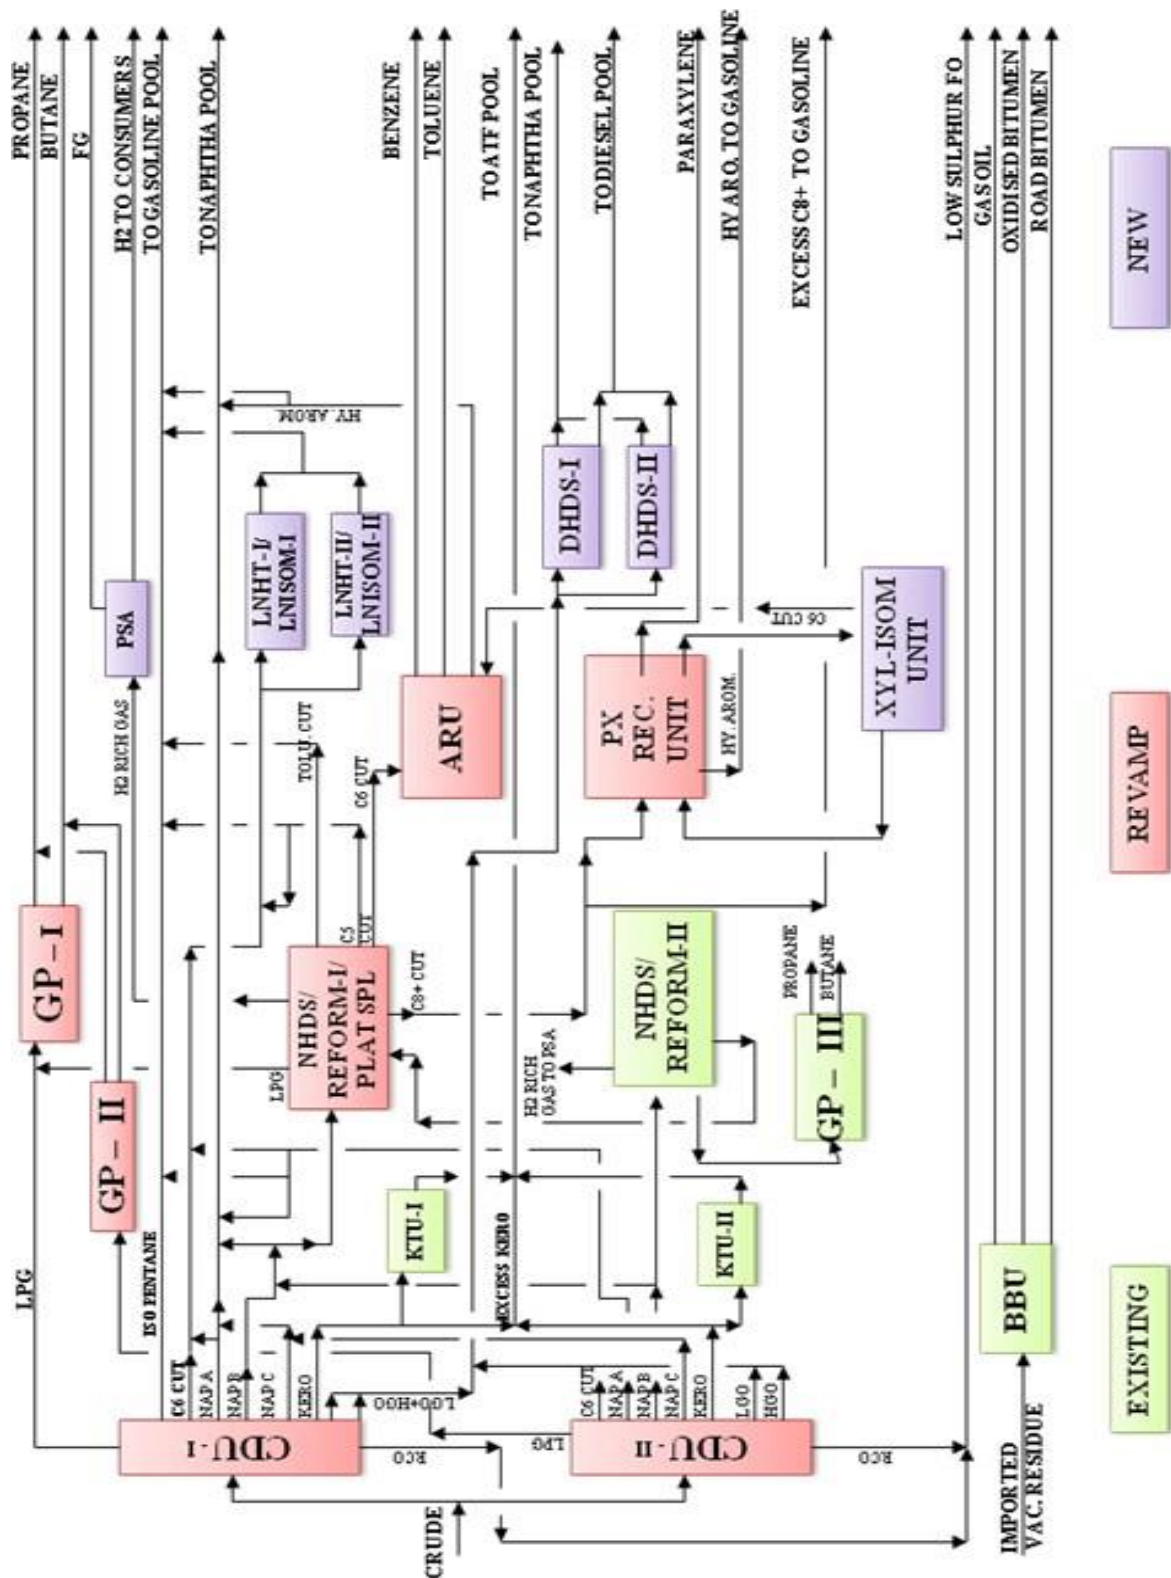 PROPANE
BUTANE
FG
H2 TO CONSUMERS
TO GASOLINE POOL
TO NAPHTHA POOL
BENZENE
TOLUENE
TO ATF POOL
TO NAPHTHA POOL
TO DIESEL POOL
PARAXYLENE
HY ARO. TO GASOLINE
EXCESS C8+ TO GASOLINE
LOW SULPHUR FO
GAS OIL
OXIDISED BITUMEN
ROAD BITUMEN
GP - I
GP - II
LPG
ISO PENTANE
H2 RICH GAS
PSA
LNHT-I/
LNISOM-I
LNHT-II/
LNISOM-II
HY. AROM.
TOLU. CUT
C6 CUT
C5
CUT
LPG
NHDS/
REFORM-I/
PLAT SPL
C8+ CUT
ARU
DHDS-I
DHDS-II
PX
REC.
UNIT
HY. AROM.
C6 CUT
XYL-ISOM
UNIT
H2 RICH
GAS TO PSA
NHDS/
REFORM-II
PROPANE
BUTANE
GP - III
KTU-I
EXCESS KERO
KTU-II
C6 CUT
NAP A
NAP B
NAP C
KERO
LGO+HGO
CDU - I
RCO
CRUDE
C6 CUT
NAP A
NAP B
NAP C
KERO
LGO
HGO
LPG
CDU - II
RCO
BBU
IMPORTED
VAC. RESIDUE
EXISTING
REVAMP
NEW